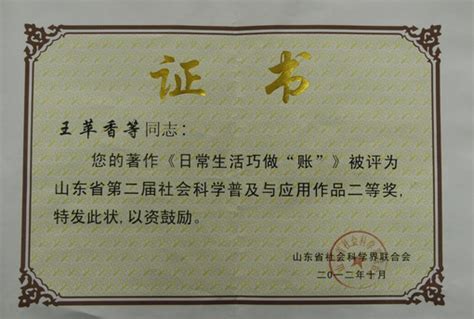 证书
王苹香等同志：
您的著作《日常生活巧做“账”》被评为
山东省第二届社会科学普及与应用作品二等奖，
特发此状，以资鼓励。
山东省社会科学界联合会
二〇一二年十月